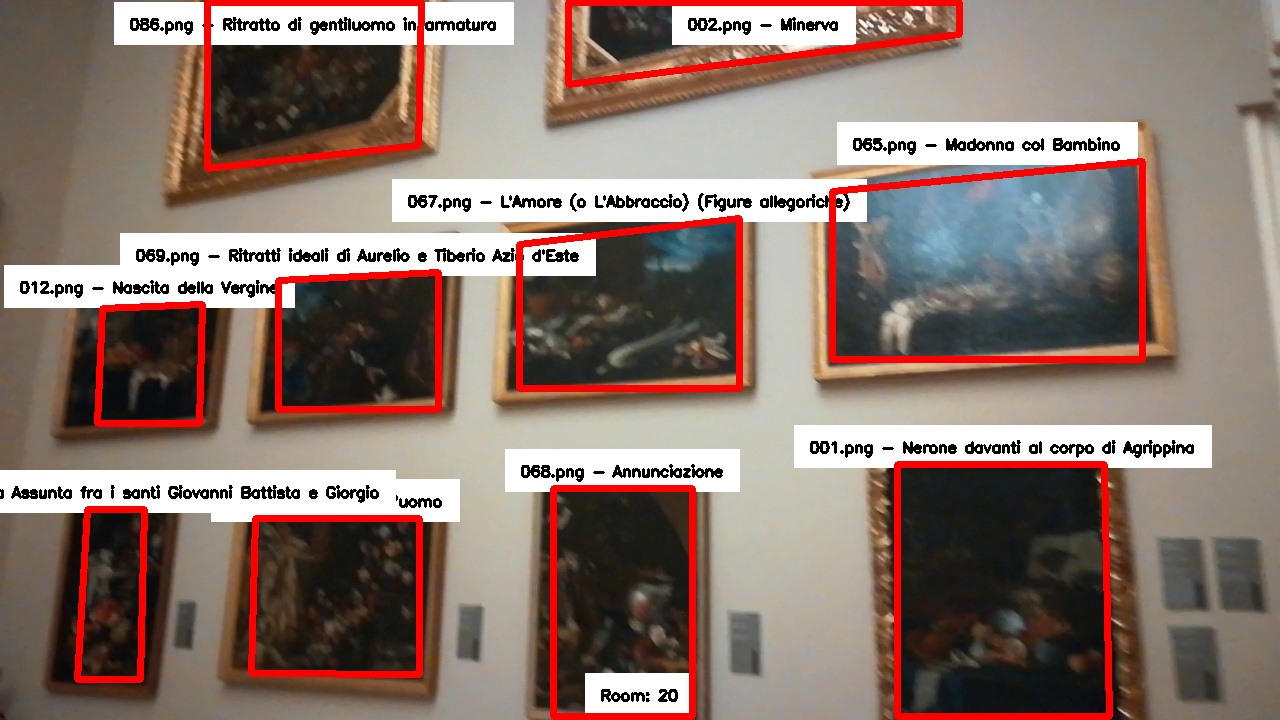 086.png - Ritratto di gentiluomo in armatura
002.png - Minerva
065.png - Madonna col Bambino
067.png - L'Amore (o L'Abbraccio) (Figure allegoriche)
069.png - Ritratti ideali di Aurelio e Tiberio Azio d'Este
012.png - Nascita della Vergine
001.png - Nerone davanti al corpo di Agrippina
068.png - Annunciazione
a Assunta fra i santi Giovanni Battista e Giorgio
Room: 20